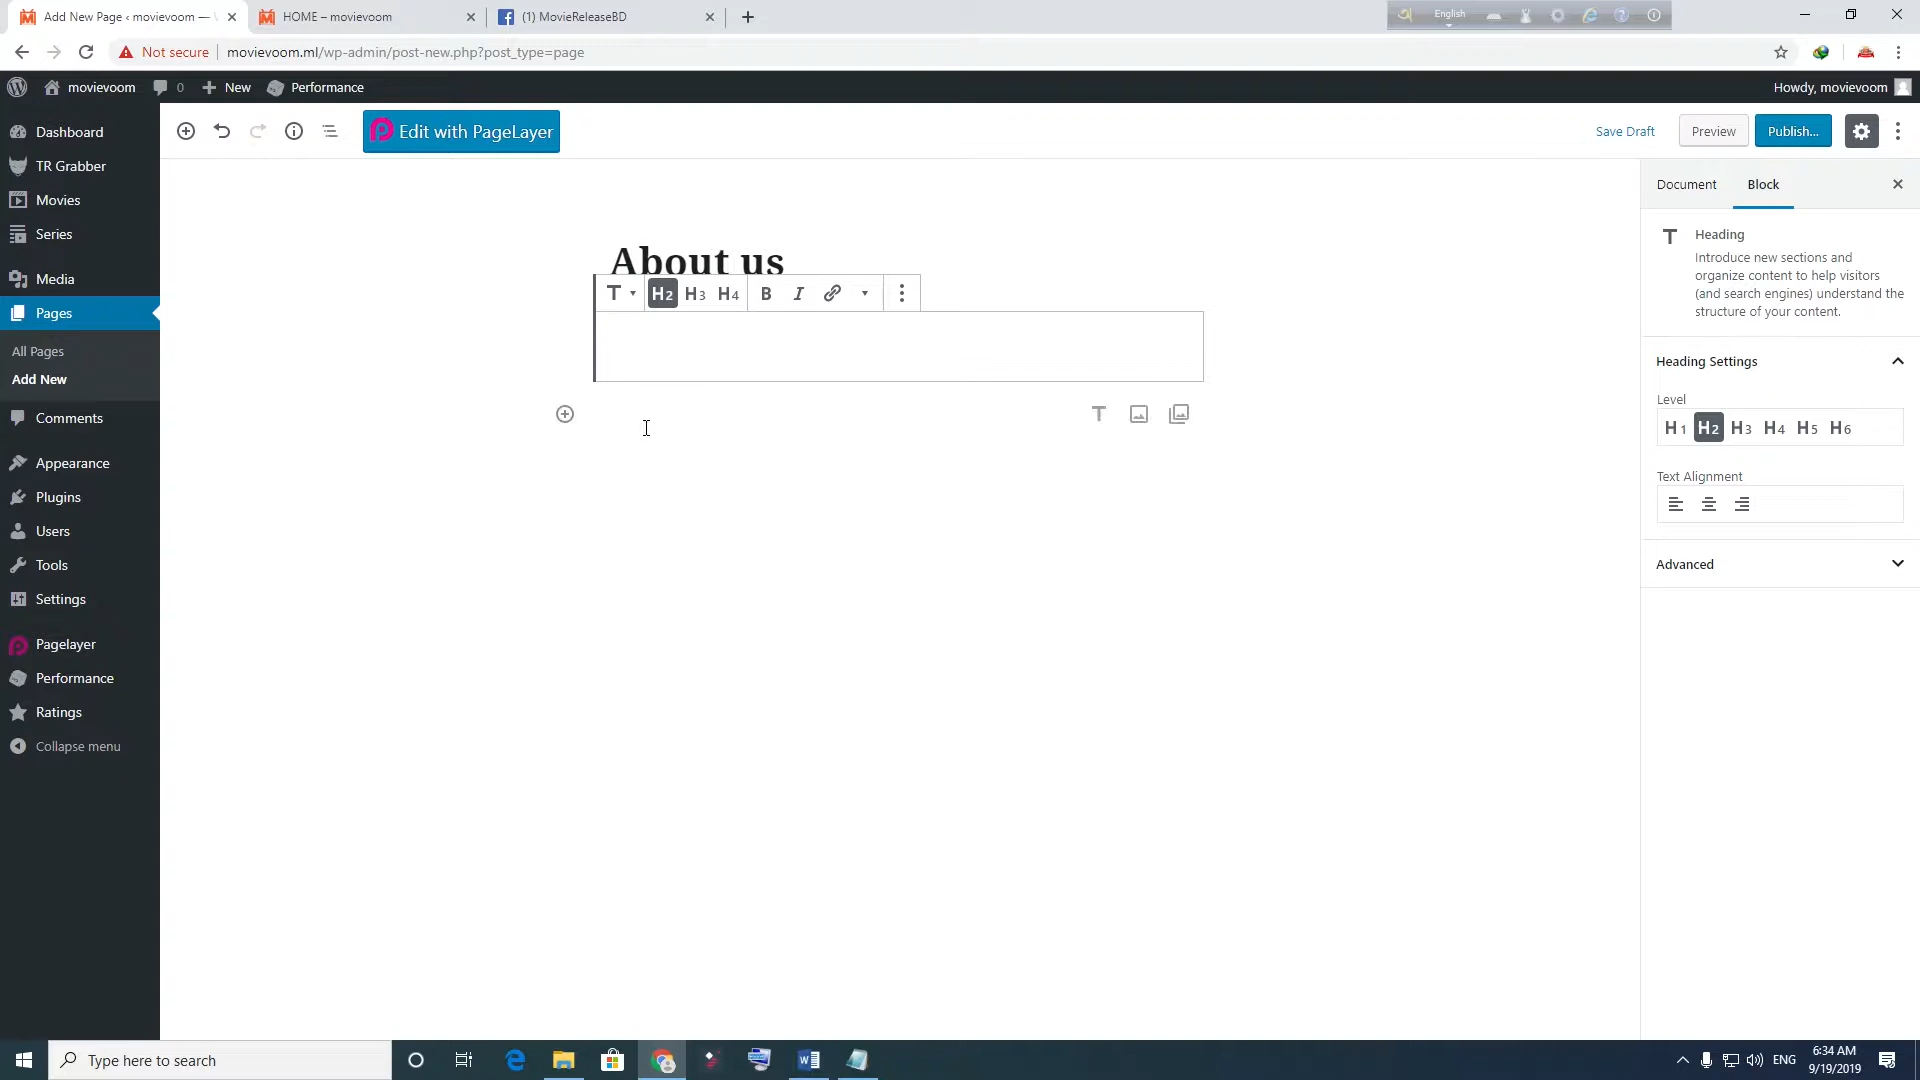 Add New Page ‹ movievoom —
HOME – movievoom
(1) MovieReleaseBD
English
Not secure
movievoom.ml/wp-admin/post-new.php?post_type=page
movievoom
0
New
Performance
Howdy, movievoom
Dashboard
TR Grabber
Movies
Series
Media
Pages
All Pages
Add New
Comments
Appearance
Plugins
Users
Tools
Settings
Pagelayer
Performance
Ratings
Collapse menu
Edit with PageLayer
Save Draft
Preview
Publish...
About us
H2 H3 H4 B I
Document
Block
Heading
Introduce new sections and
organize content to help visitors
(and search engines) understand the
structure of your content.
Heading Settings
Level
H1 H2 H3 H4 H5 H6
Text Alignment
Advanced
Type here to search
ENG
6:34 AM
9/19/2019